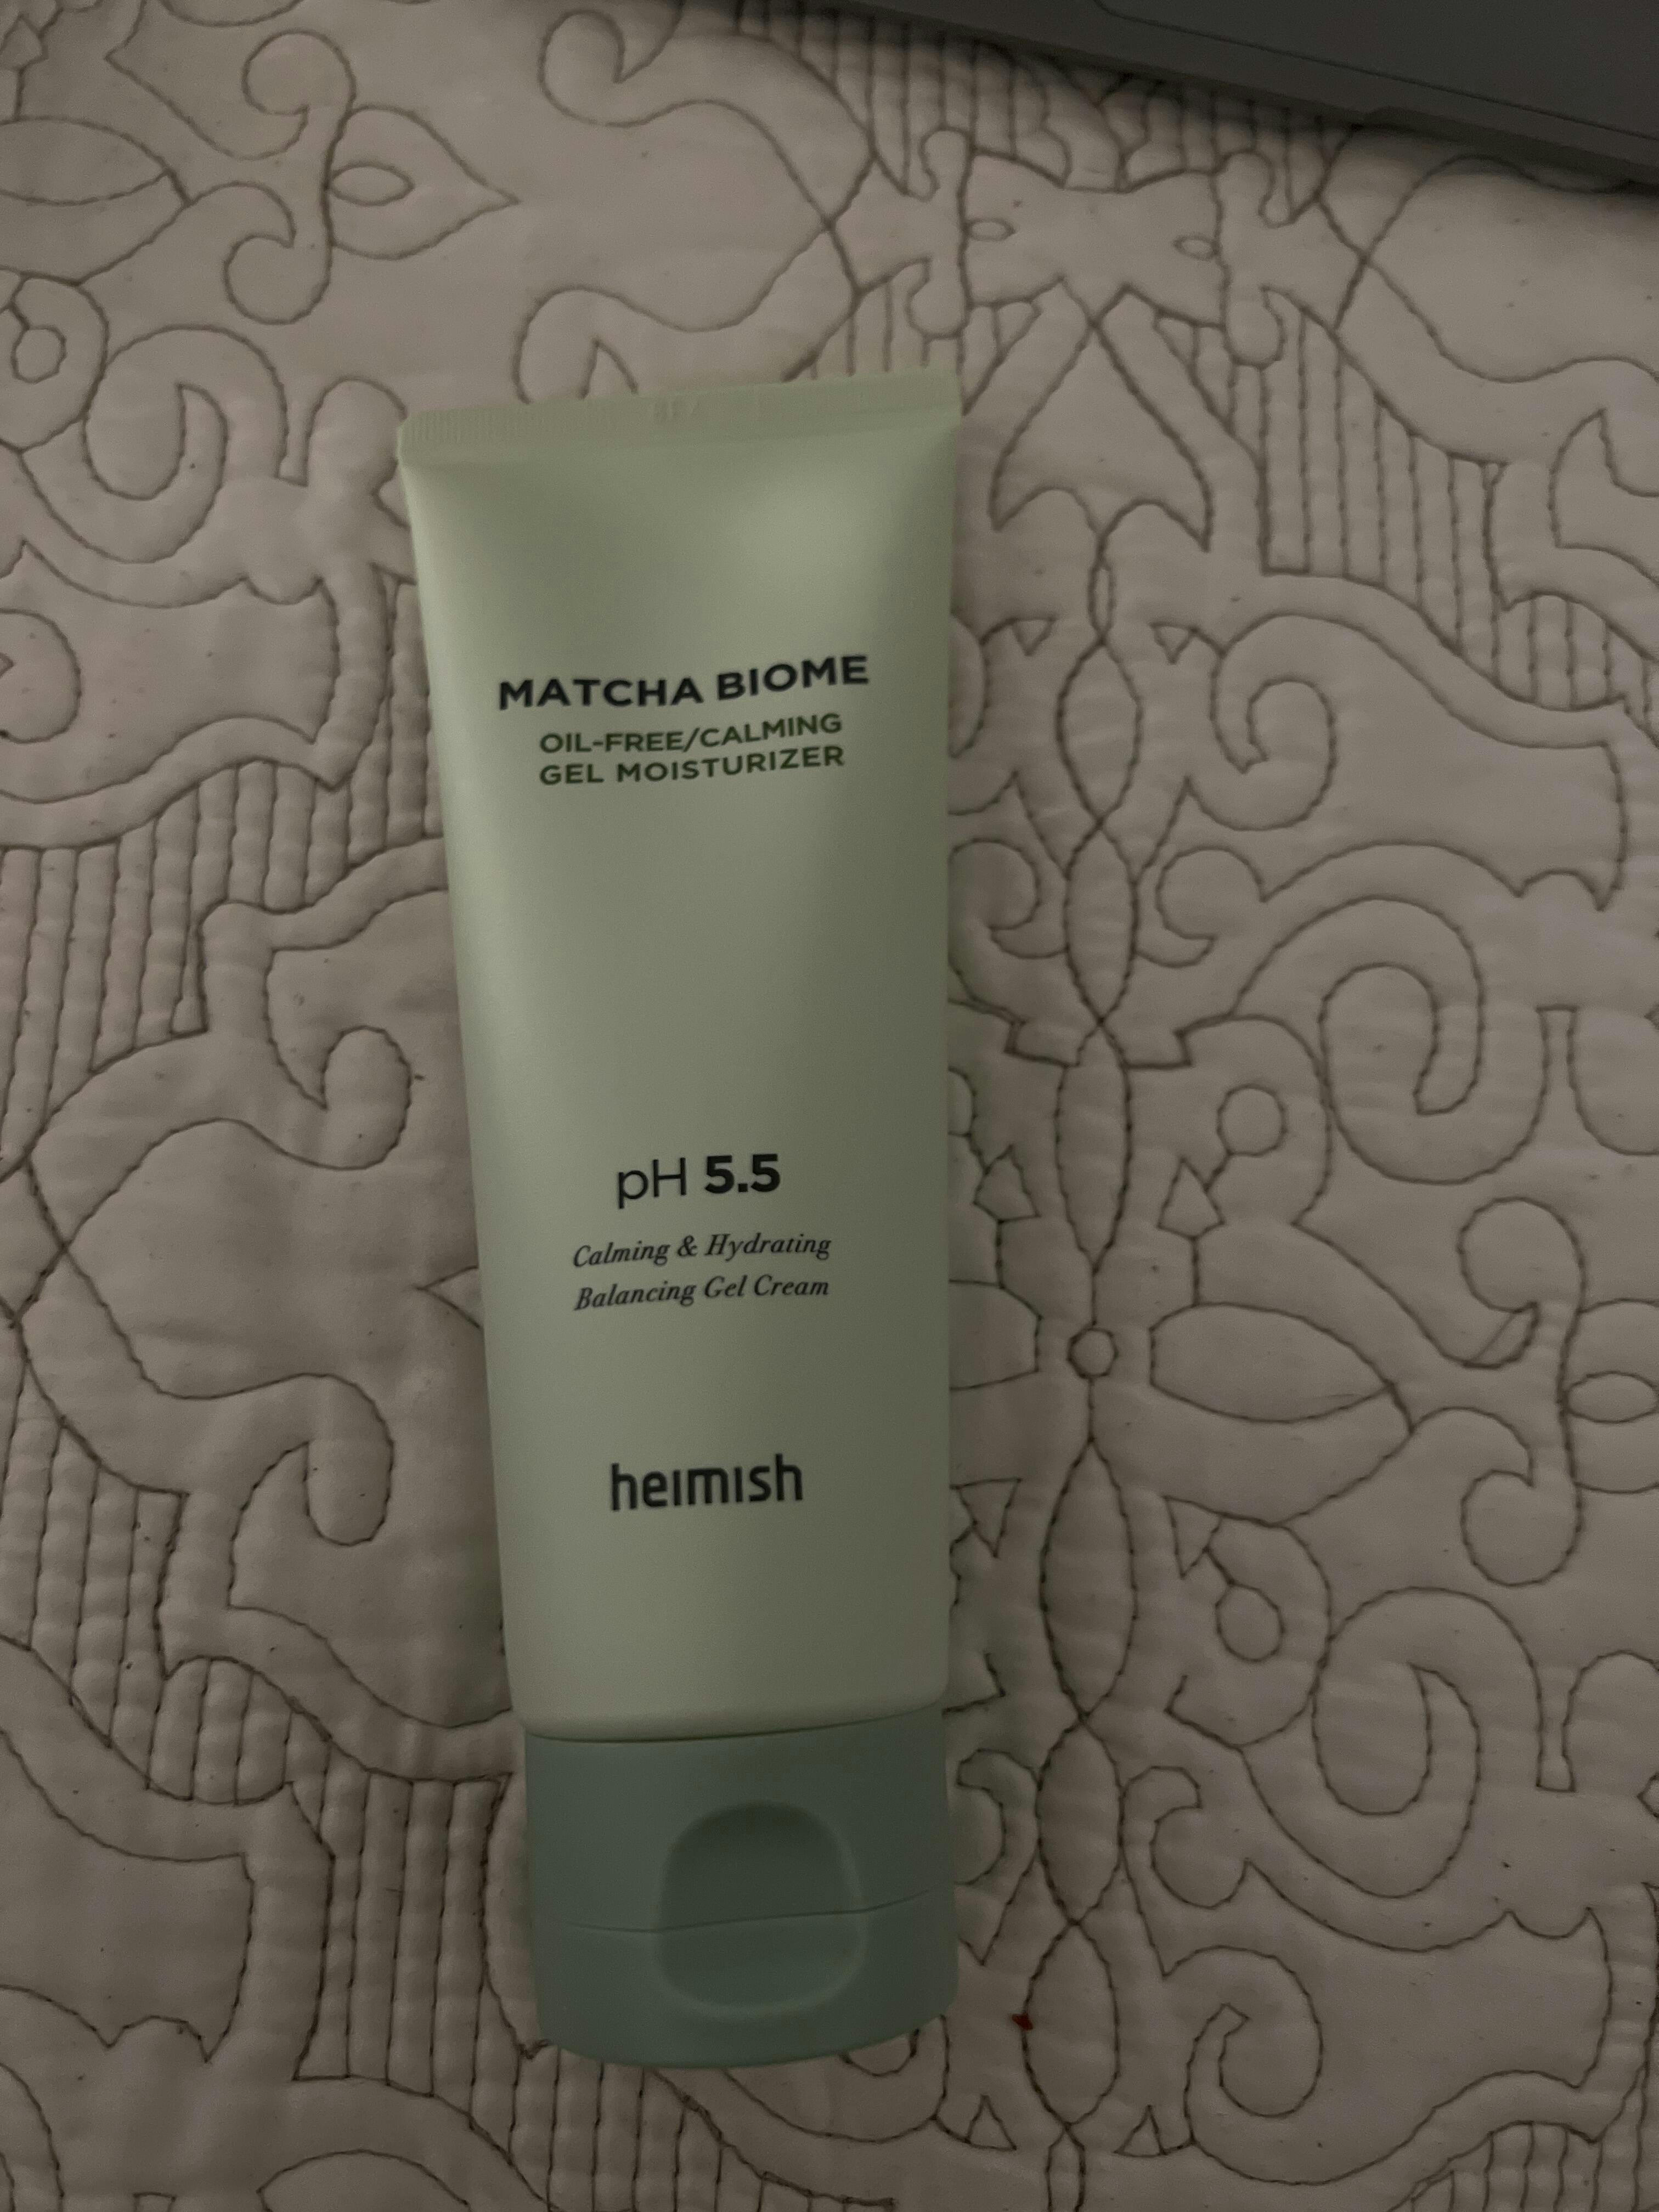 MATCHA BIOME
OIL-FREE/CALMING
GEL MOISTURIZER
pH 5.5
Calming & Hydrating
Balancing Gel Cream
heimish